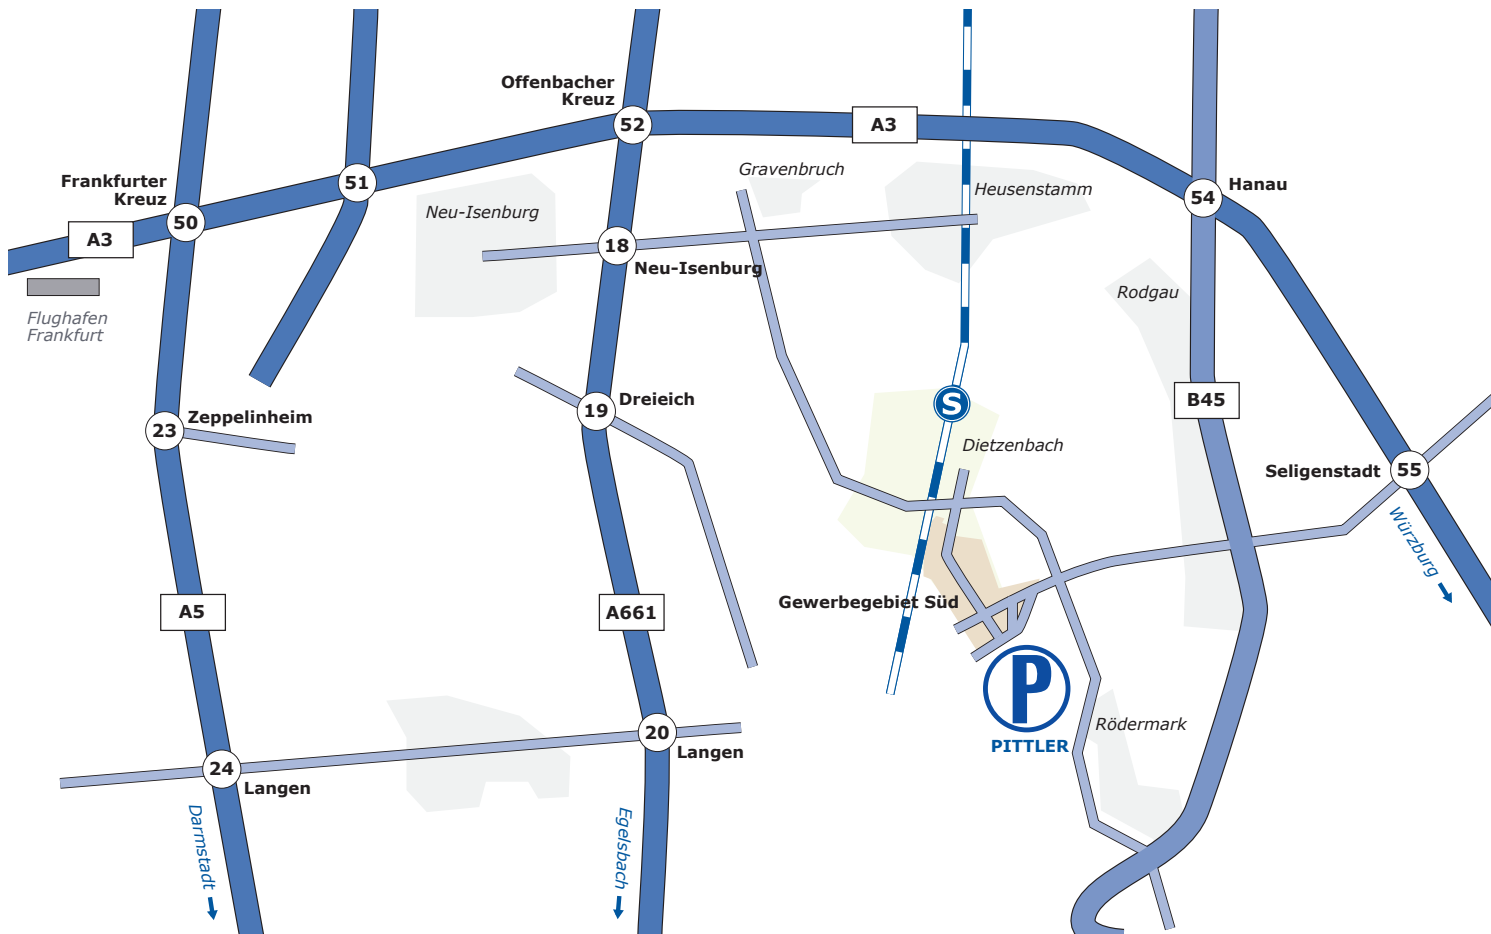 Offenbacher
Kreuz
52
A3
Gravenbruch
Heusenstamm
Frankfurter
Kreuz
51
50
A3
Neu-Isenburg
54
Hanau
18
Neu-Isenburg
Flughafen
Frankfurt
Rodgau
S
B45
Dreieich
19
Zeppelinheim
23
Dietzenbach
Seligenstadt
55
Würzburg
A5
A661
Gewerbegebiet Süd
P
PITTLER
Rödermark
20
Langen
24
Langen
Darmstadt
Egelsbach